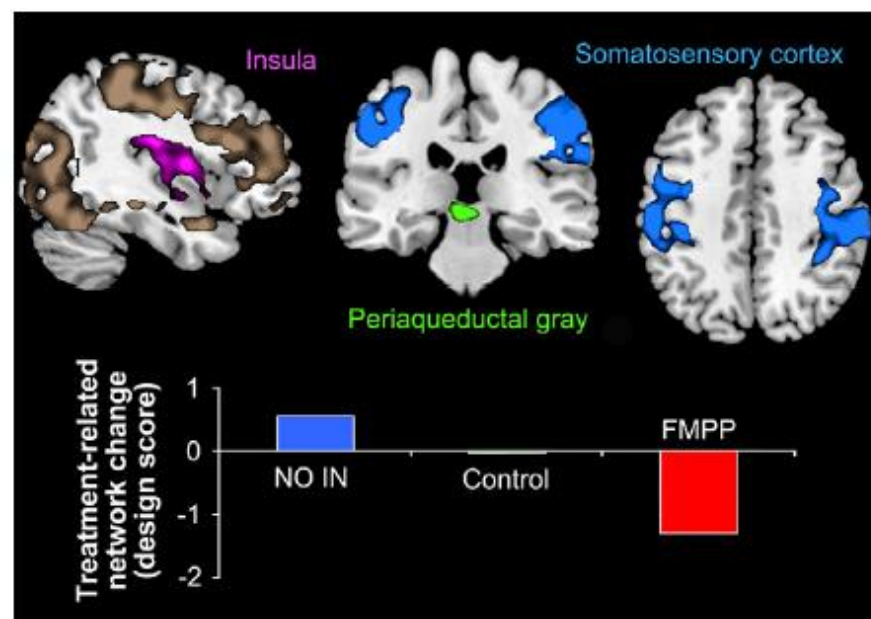 Insula
Somatosensory cortex
Periaqueductal gray
Treatment-related
network change
(design score)
1
0
-1
-2
NO IN
Control
FMPP